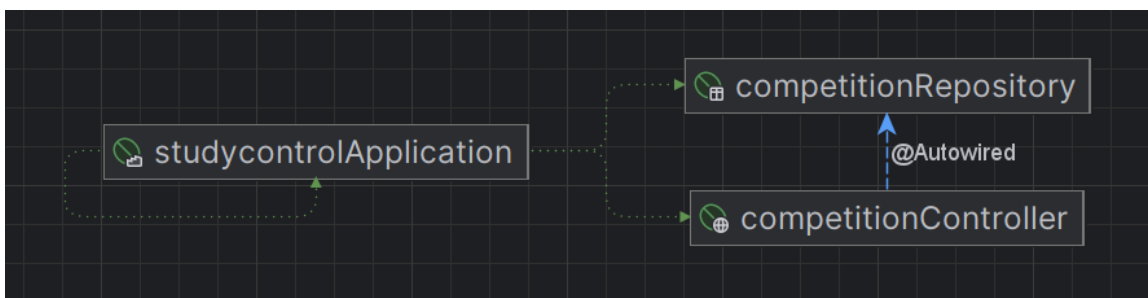 competitionRepository
studycontrolApplication
@Autowired
competitionController